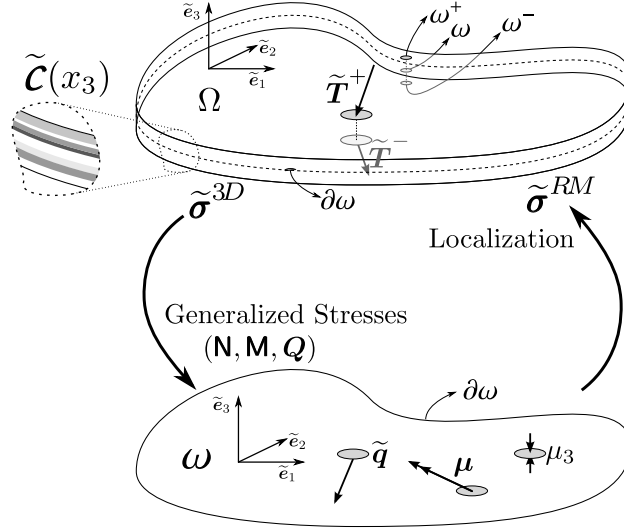 ω⁺
ω
ω⁻
ẽ₃
ẽ₂
ẽ₁
𝓒̃(x₃)
Ω
T̃⁺
T̃⁻
∂ω
σ̃³ᴰ
σ̃ᴿᴹ
Localization
Generalized Stresses
(N, M, Q)
∂ω
ẽ₃
ẽ₂
ẽ₁
ω
q̃
μ
μ₃